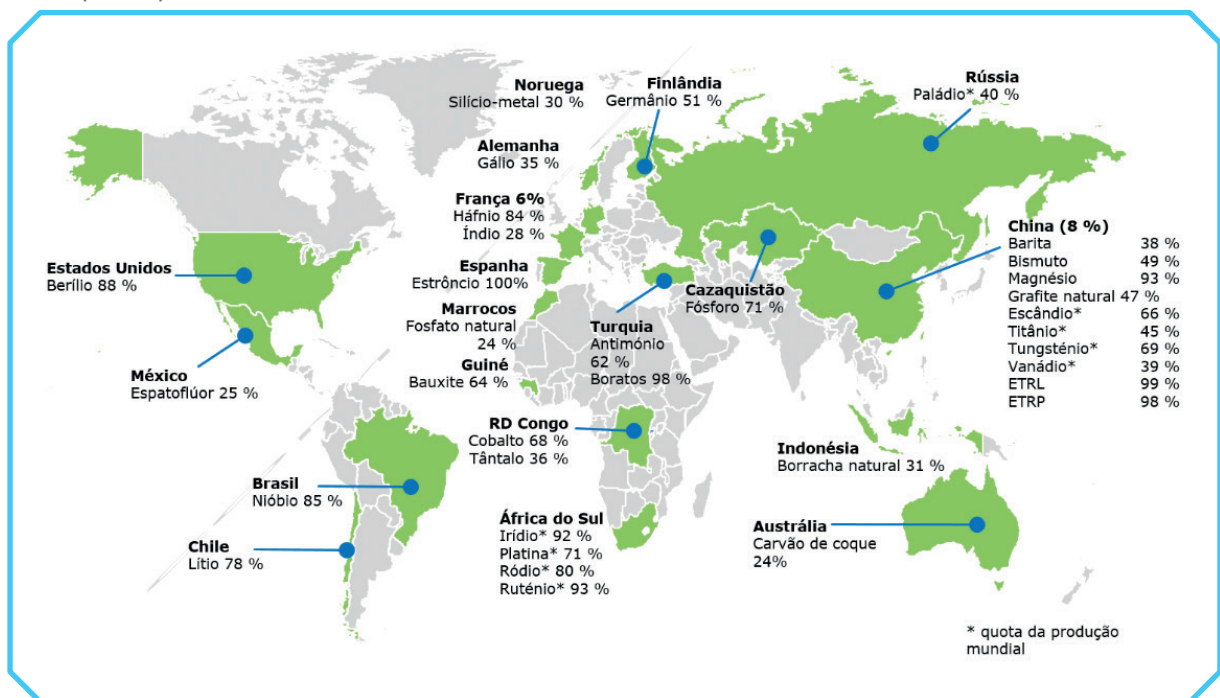 Noruega
Silício-metal 30 %
Finlândia
Germânio 51 %
Rússia
Paládio* 40 %
Alemanha
Gállo 35 %
França 6%
Háfnio 84 %
Índio 28 %
China (8 %)
Barita 38 %
Bismuto 49 %
Magnésio 93 %
Grafite natural 47 %
Escândio* 66 %
Titânio* 45 %
Tungsténio* 69 %
Vanádio* 39 %
ETRL 99 %
ETRP 98 %
Estados Unidos
Berílio 88 %
Espanha
Estrôncio 100%
Cazaquistão
Fósforo 71 %
Marrocos
Fosfato natural
24 %
Turquia
Antimónio
62 %
Boratos 98 %
Guiné
Bauxite 64 %
México
Espatoflúor 25 %
RD Congo
Cobalto 68 %
Tântalo 36 %
Indonésia
Borracha natural 31 %
Brasil
Nióbio 85 %
África do Sul
Irídio* 92 %
Platina* 71 %
Ródio* 80 %
Ruténio* 93 %
Austrália
Carvão de coque
24%
Chile
Lítio 78 %
* quota da produção
mundial